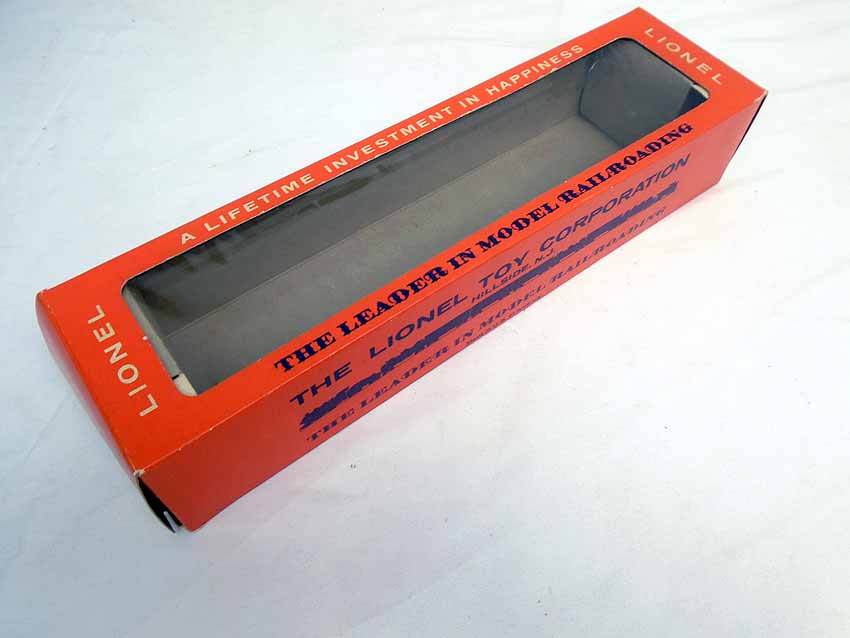 A LIFETIME INVESTMENT IN HAPPINESS
LIONEL
LIONEL
THE LEADER IN MODEL RAILROADING
THE LIONEL TOY CORPORATION
HILLSIDE, N.J.
THE LEADER IN MODEL RAILROADING